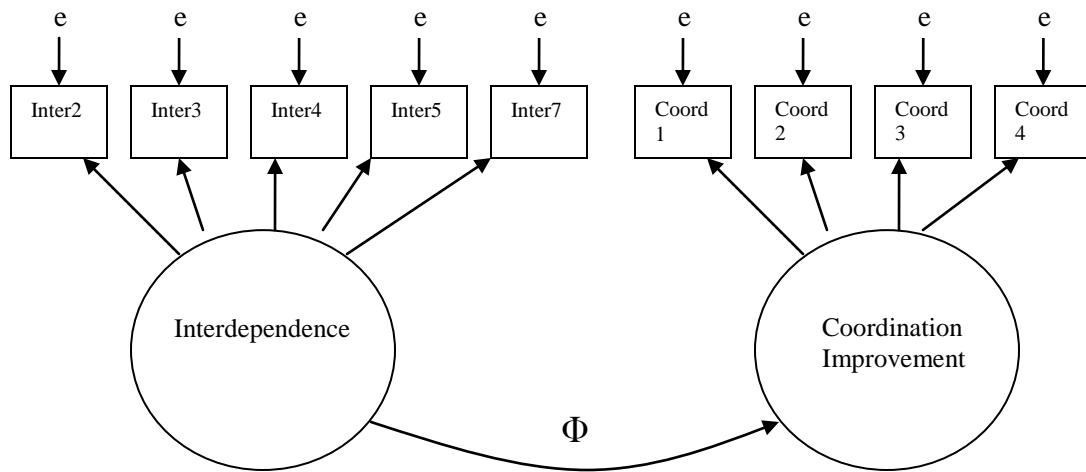 e e e e e e e e e
Inter2 Inter3 Inter4 Inter5 Inter7 Coord Coord Coord Coord
1 2 3 4
Interdependence
Coordination
Improvement
Φ